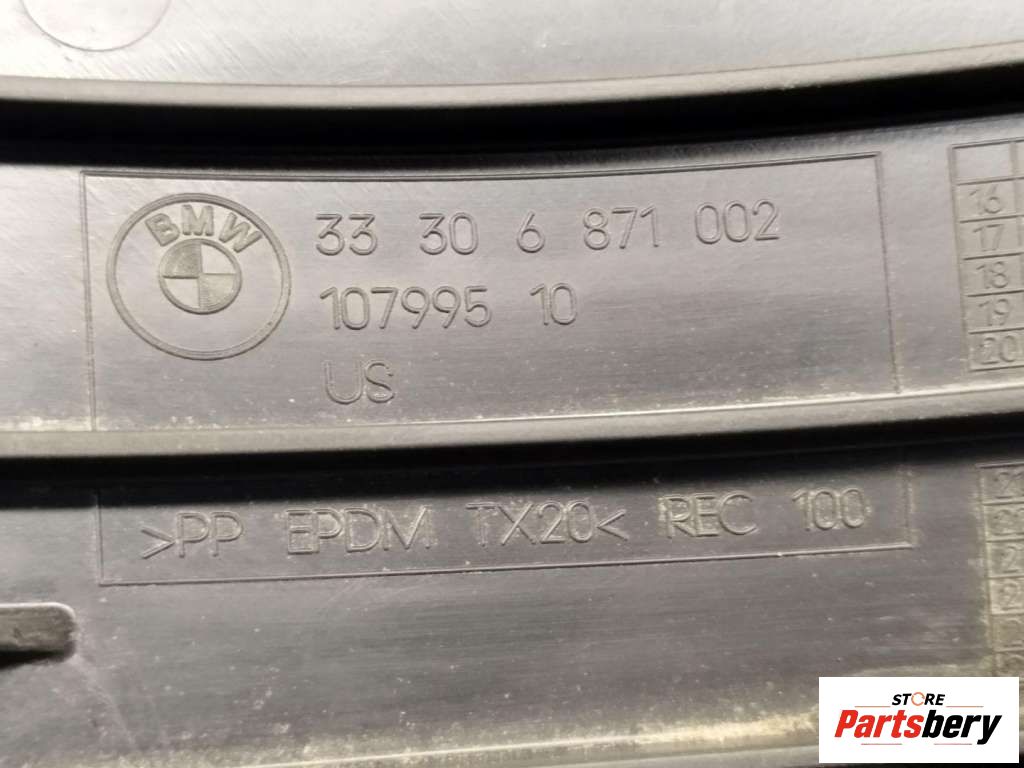 BMW
33 30 6 871 002
107995 10
US
>PP EPDM TX20< REC 100
16
17
18
19
20
STORE
Partsbery